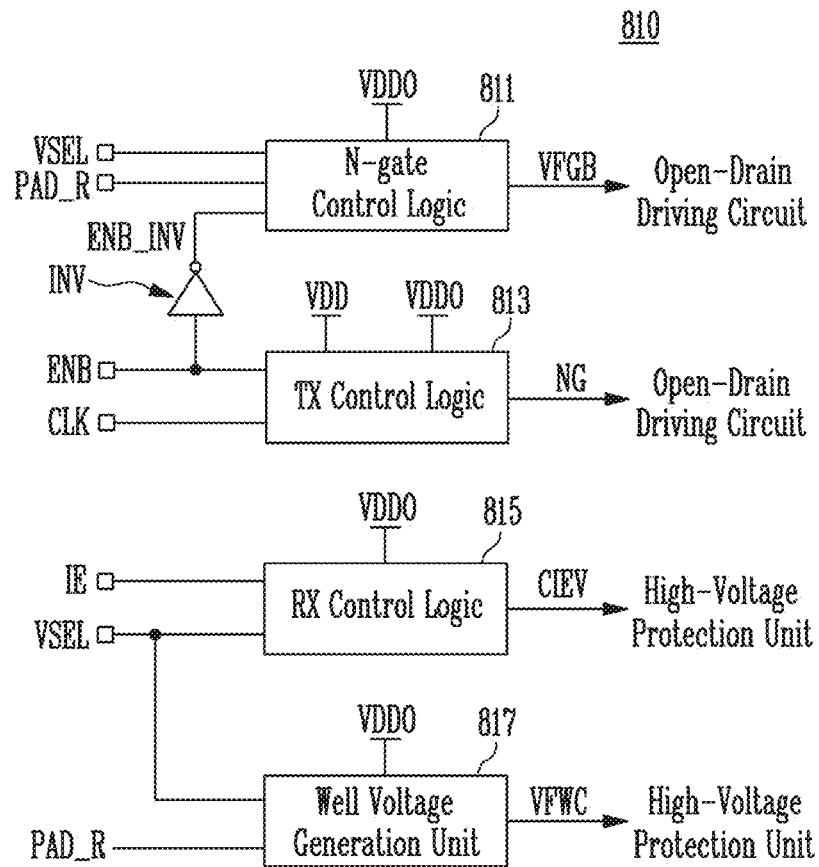 810
VDDO
811
VSEL
PAD_R
N-gate
Control Logic
VFGB
Open-Drain
Driving Circuit
ENB_INV
INV
VDD
VDDO
813
ENB
CLK
TX Control Logic
NG
Open-Drain
Driving Circuit
VDDO
815
IE
VSEL
RX Control Logic
CIEV
High-Voltage
Protection Unit
VDDO
817
Well Voltage
Generation Unit
VFWC
High-Voltage
Protection Unit
PAD_R